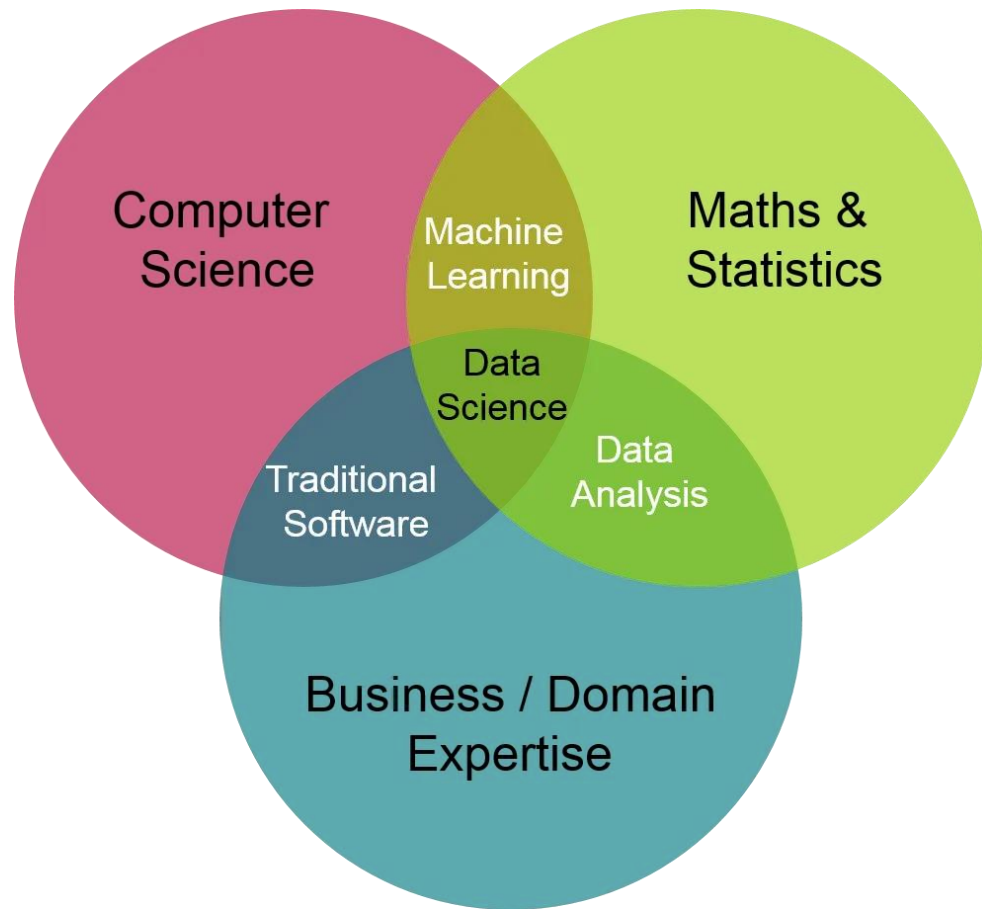 Computer
Science
Maths &
Statistics
Machine
Learning
Data
Science
Traditional
Software
Data
Analysis
Business / Domain
Expertise